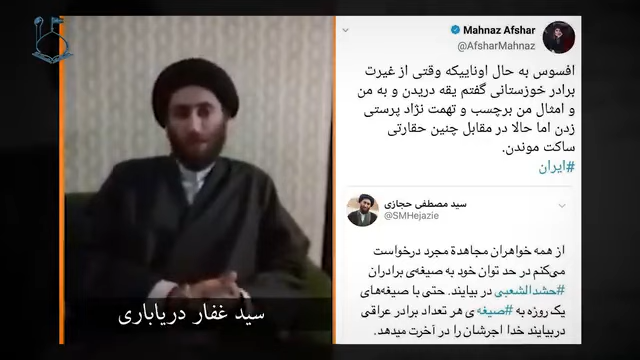 Mahnaz Afshar
@AfsharMahnaz
افسوس به حال اوناییکه وقتی از غیرت
برادر خوزستانی گفتم یقه دریدن و به من
و امثال من برچسب و تهمت نژاد پرستی
زدن اما حالا در مقابل چنین حقارتی
ساکت موندن.
#ایران
سید مصطفی حجازی
@SMHejazie
از همه خواهران مجاهدهٔ مجرد درخواست
می‌کنم در حد توان خود به صیغه‌ی برادران
#حشدالشعبی در بیایند. حتی با صیغه‌های
یک روزه به #صیغه ی هر تعداد برادر عراقی
دربیایند خدا اجرشان را در آخرت میدهد.
سید غفار دریاباری